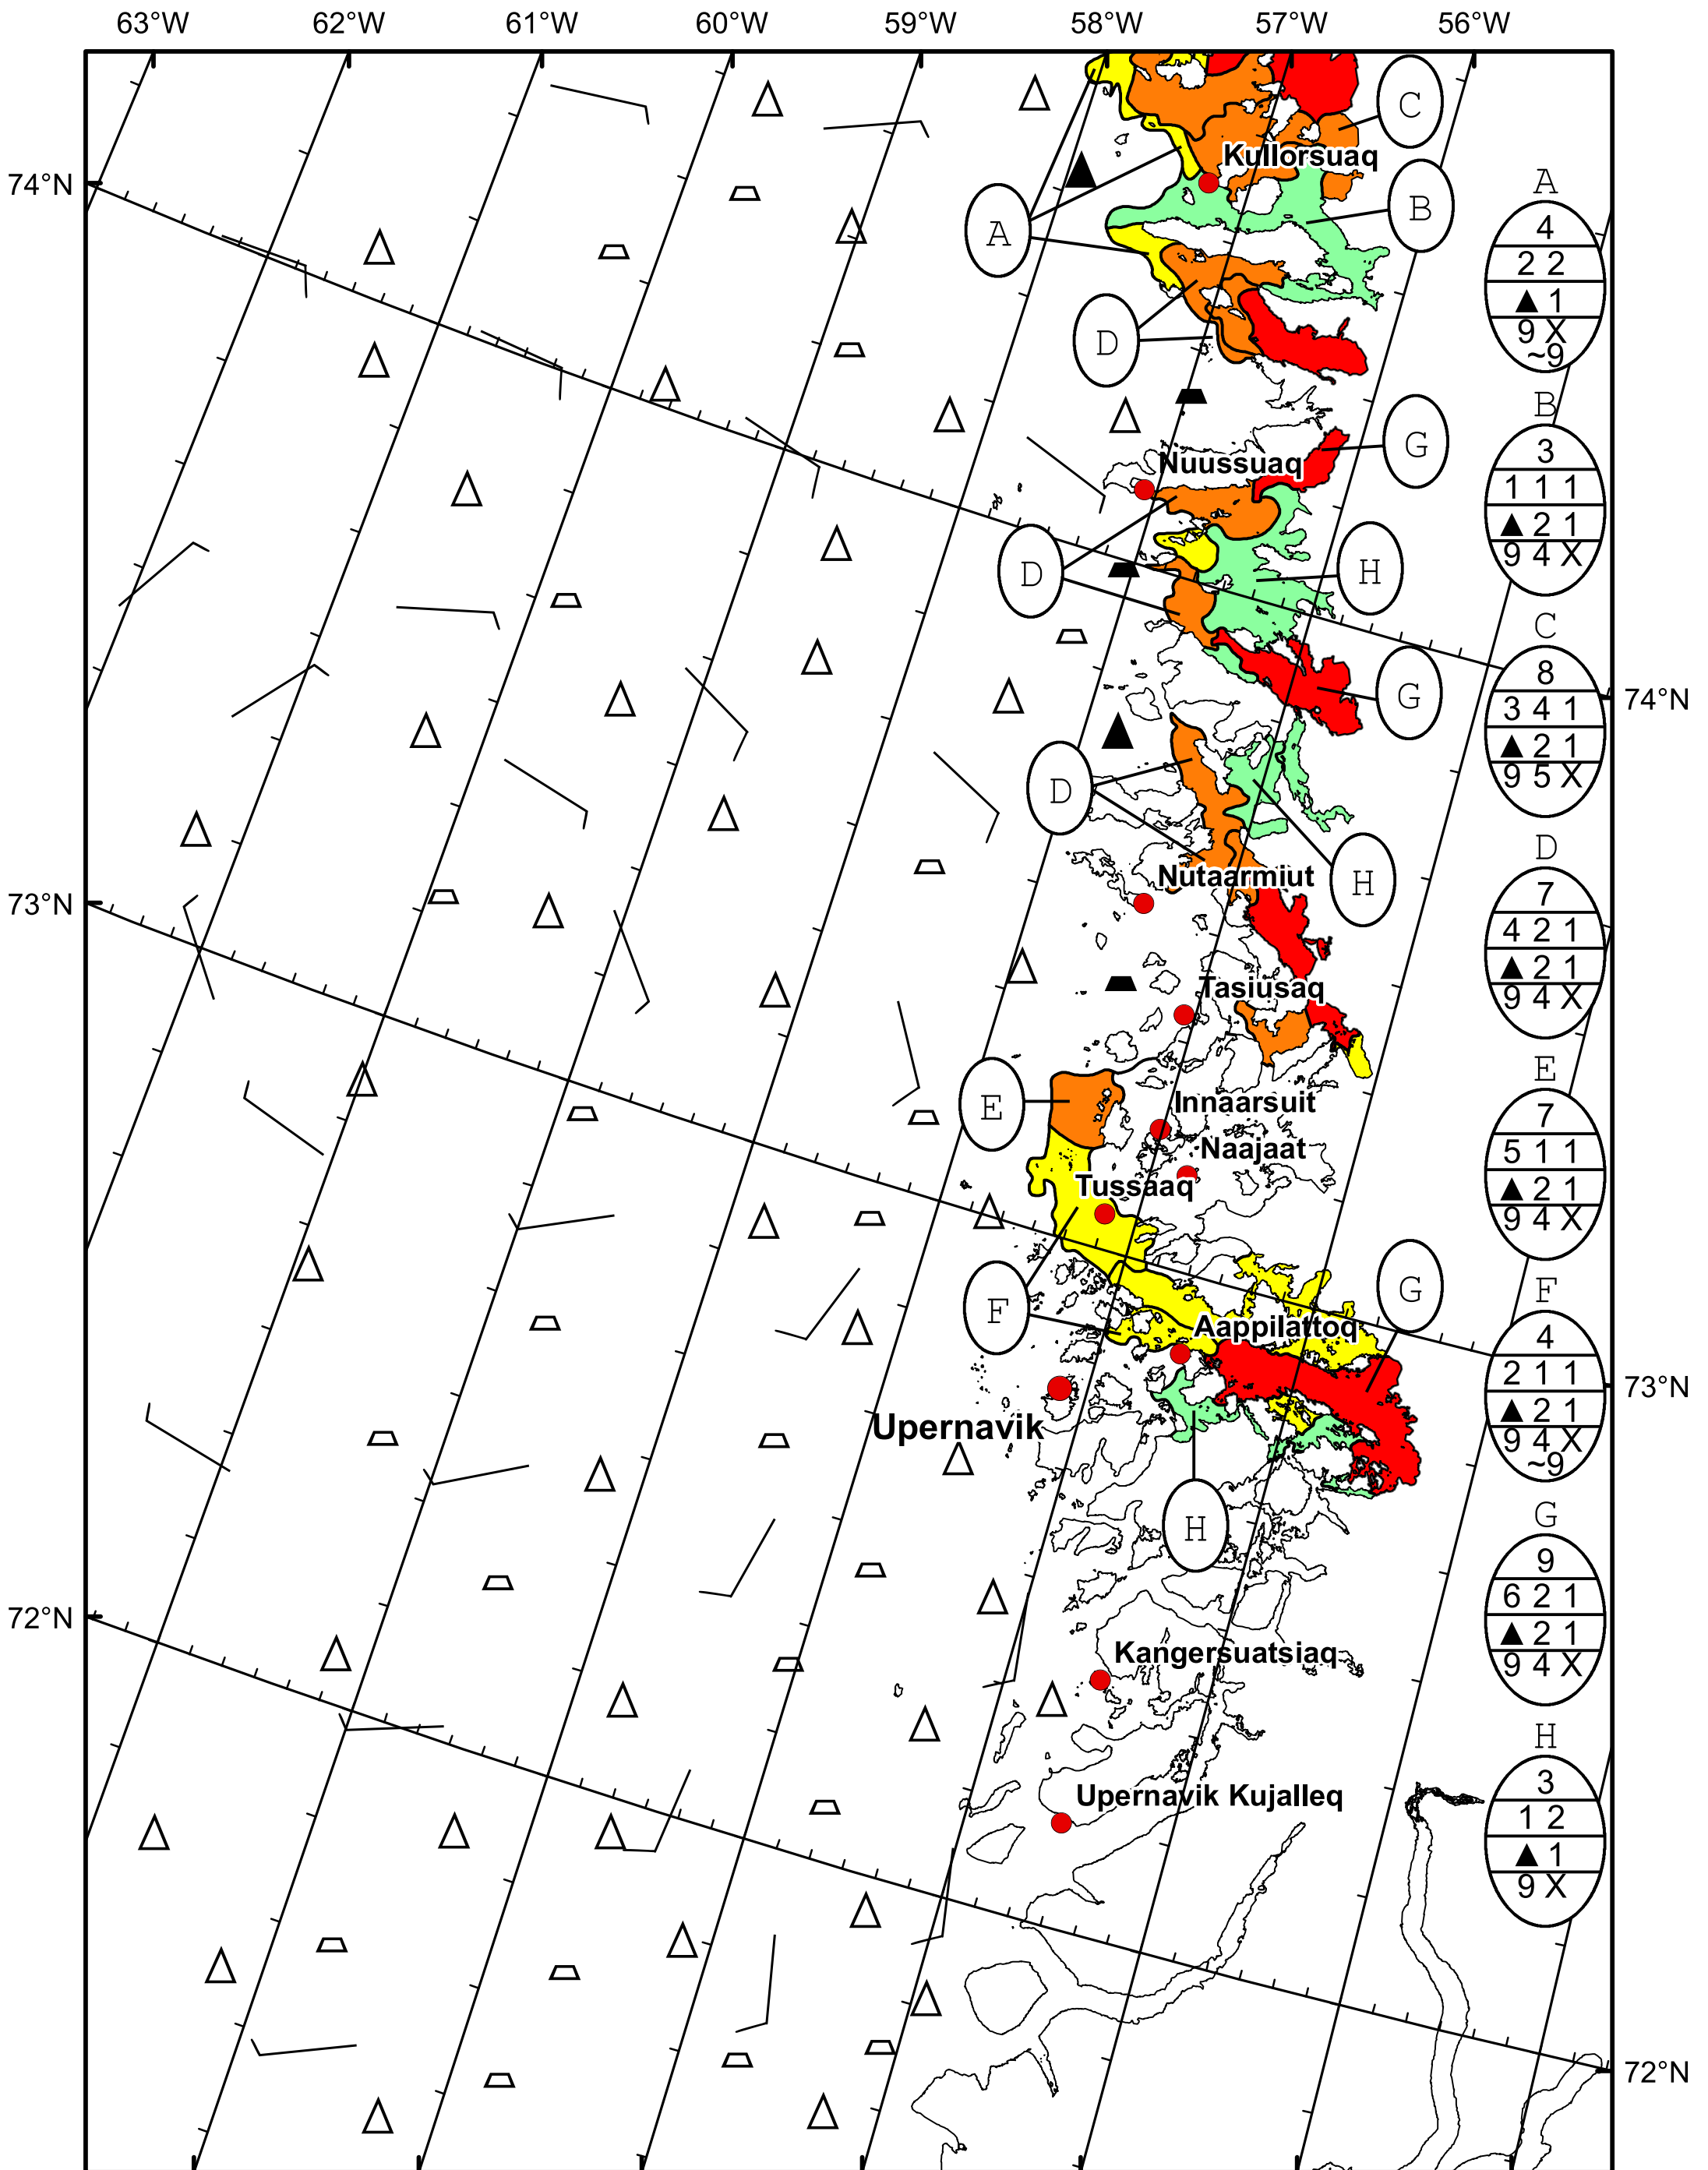 63°W 62°W 61°W 60°W 59°W 58°W 57°W 56°W
C
Kullorsuaq
74°N
A
B
A
4
2 2
▲ 1
9 X
~9
D
B
3
1 1 1
▲ 2 1
9 4 X
G
Nuussuaq
D
H
C
8
3 4 1
▲ 2 1
9 5 X
G
74°N
D
D
7
4 2 1
▲ 2 1
9 4 X
Nutaarmiut
H
73°N
Tasiusaq
E
7
5 1 1
▲ 2 1
9 4 X
E
Innaarsuit
Naajaat
Tussaaq
G
F
F
4
2 1 1
▲ 2 1
9 4 X
~9
Aappilattoq
73°N
Upernavik
H
G
9
6 2 1
▲ 2 1
9 4 X
72°N
Kangersuatsiaq
H
3
1 2
▲ 1
9 X
Upernavik Kujalleq
72°N